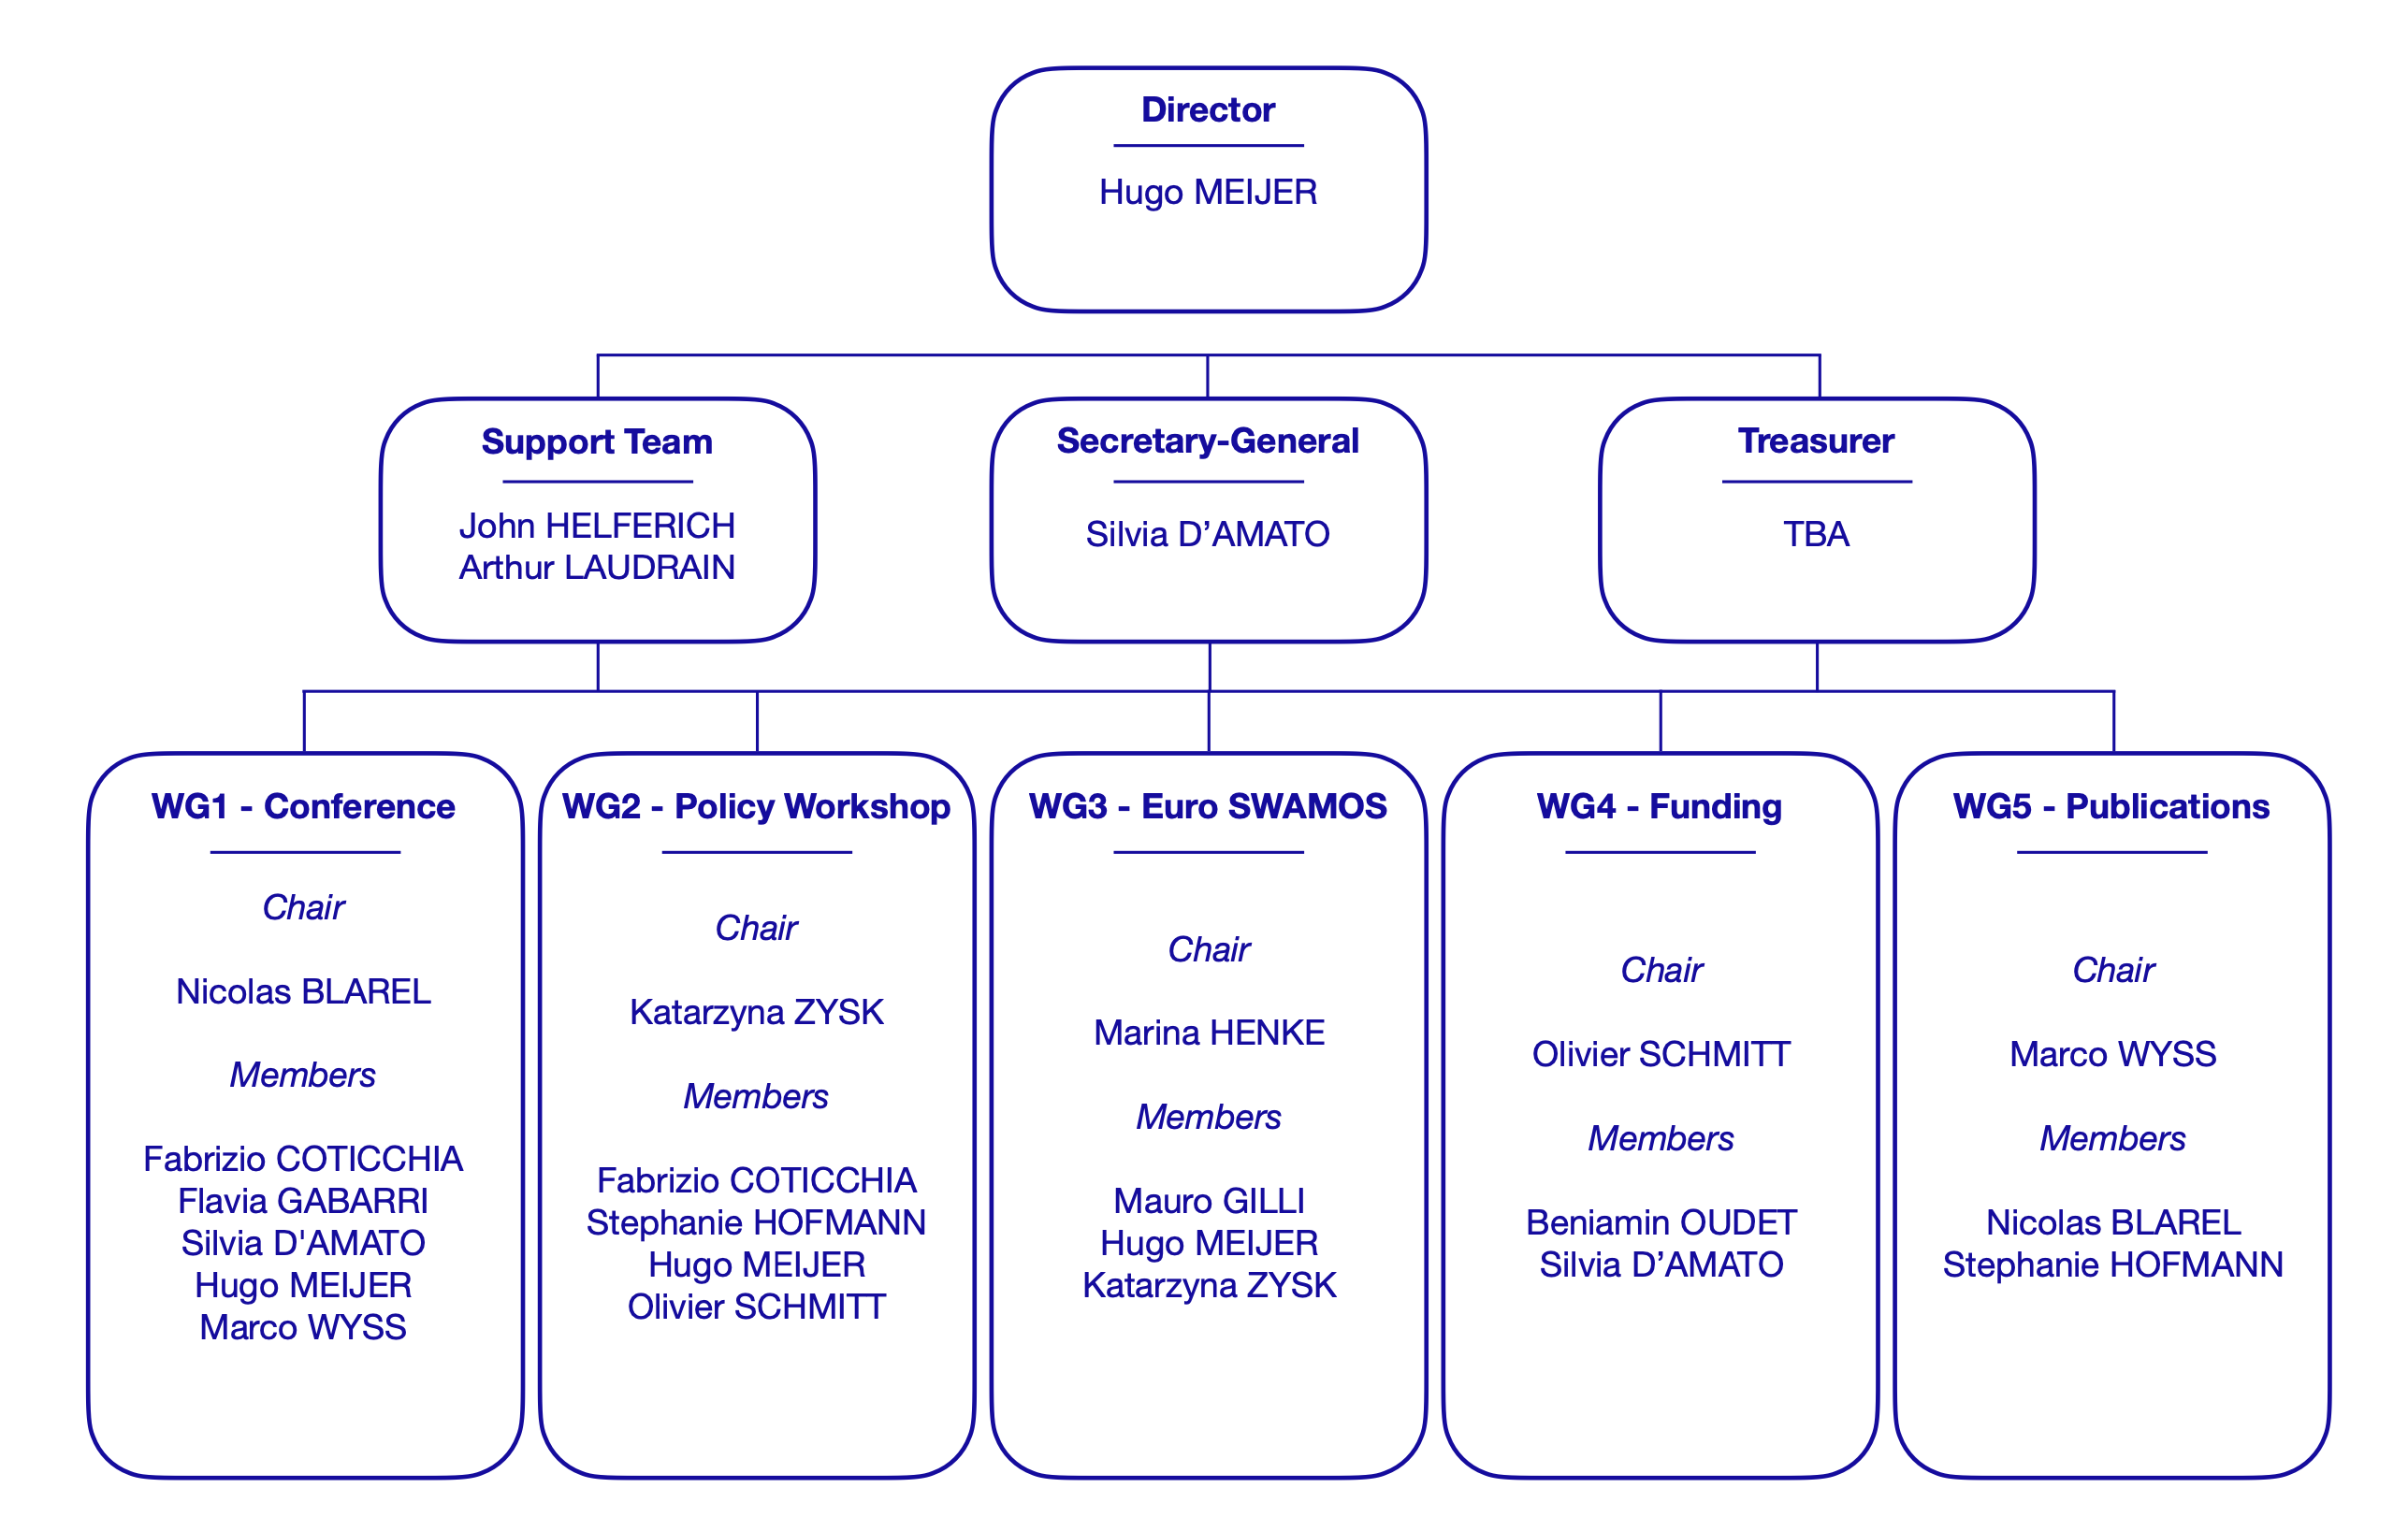 Director
Hugo MEIJER
Support Team
John HELFERICH
Arthur LAUDRAIN
Secretary-General
Silvia D’AMATO
Treasurer
TBA
WG1 - Conference
Chair
Nicolas BLAREL
Members
Fabrizio COTICCHIA
Flavia GABARRI
Silvia D'AMATO
Hugo MEIJER
Marco WYSS
WG2 - Policy Workshop
Chair
Katarzyna ZYSK
Members
Fabrizio COTICCHIA
Stephanie HOFMANN
Hugo MEIJER
Olivier SCHMITT
WG3 - Euro SWAMOS
Chair
Marina HENKE
Members
Mauro GILLI
Hugo MEIJER
Katarzyna ZYSK
WG4 - Funding
Chair
Olivier SCHMITT
Members
Beniamin OUDET
Silvia D’AMATO
WG5 - Publications
Chair
Marco WYSS
Members
Nicolas BLAREL
Stephanie HOFMANN